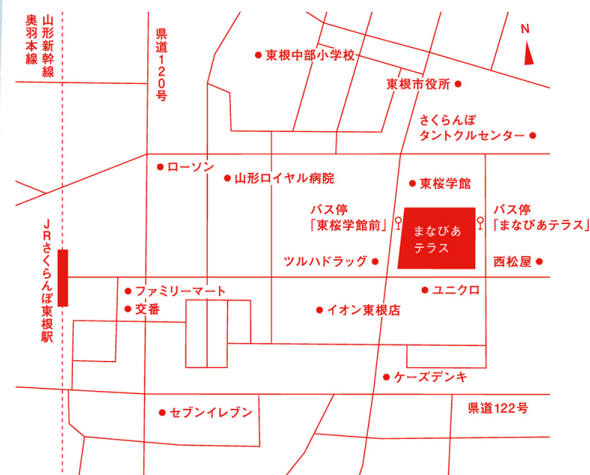 山形新幹線
奥羽本線
県道120号
N
東根中部小学校
東根市役所
さくらんぼ
タントクルセンター
ローソン
山形ロイヤル病院
東桜学館
バス停
「東桜学館前」
まなびあ
テラス
バス停
「まなびあテラス」
JRさくらんぼ東根駅
ツルハドラッグ
西松屋
ファミリーマート
交番
ユニクロ
イオン東根店
ケーズデンキ
セブンイレブン
県道122号